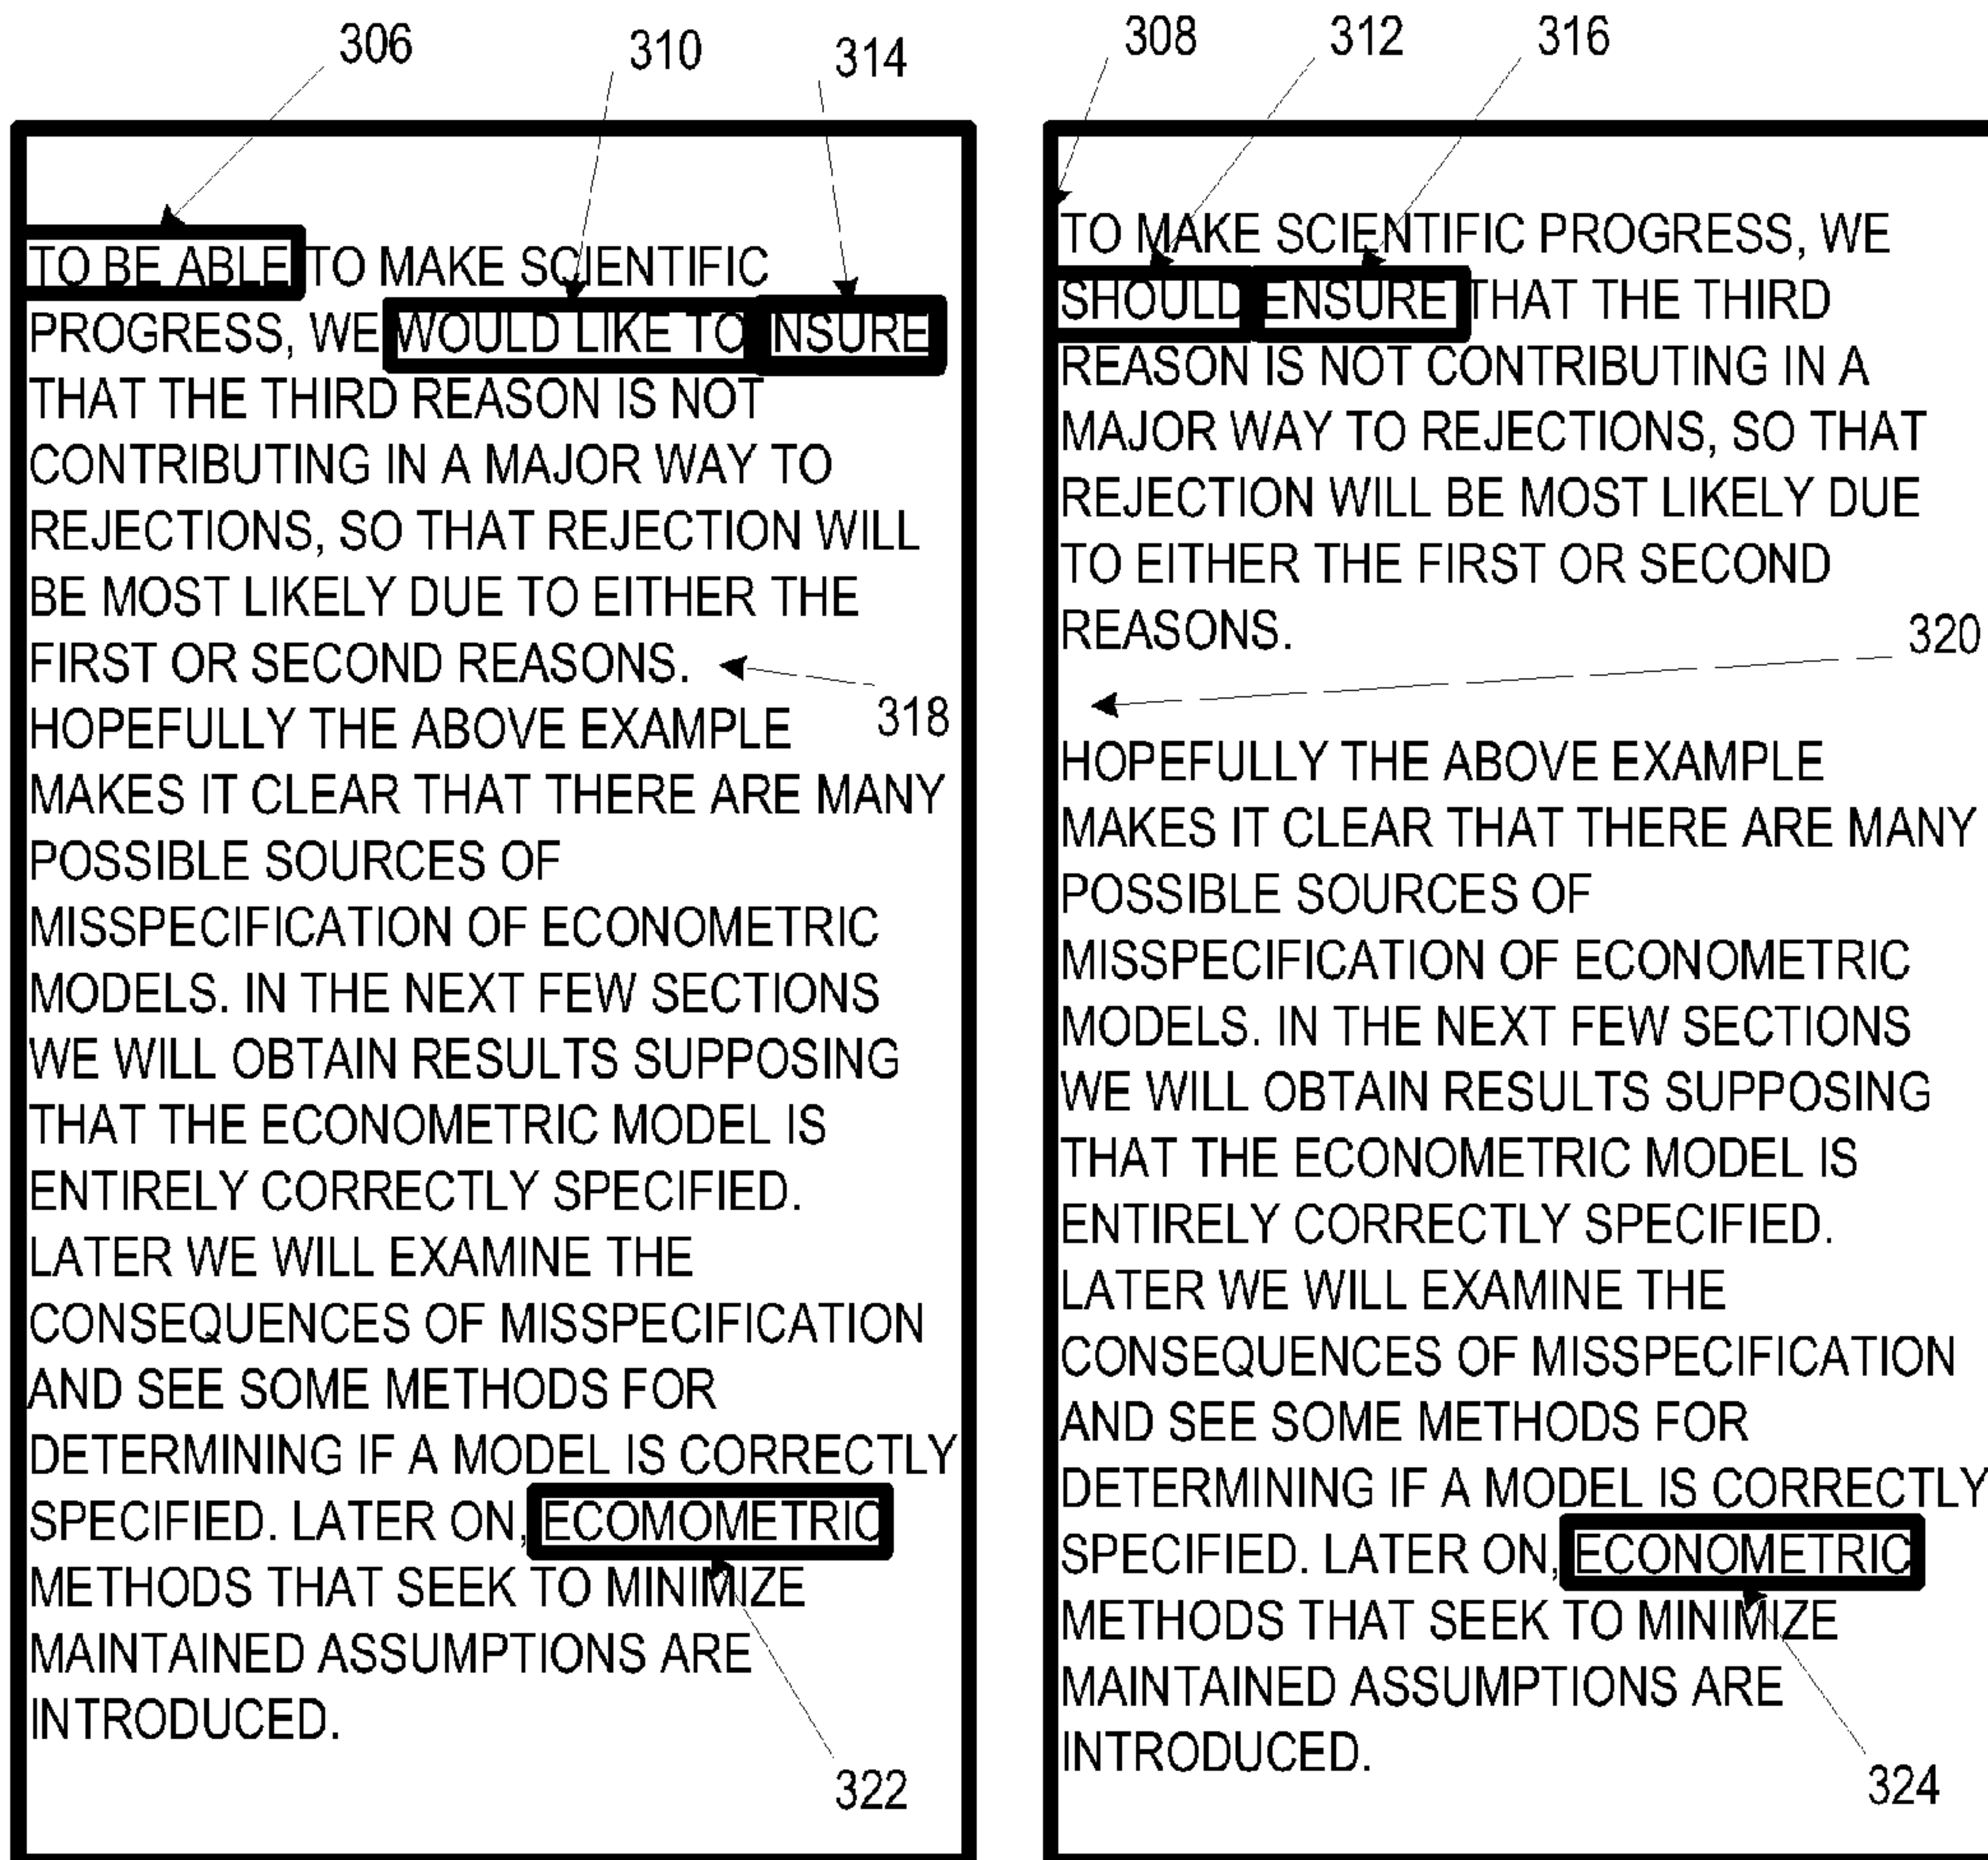 306 310 314
TO BE ABLE TO MAKE SCIENTIFIC
PROGRESS, WE WOULD LIKE TO NSURE
THAT THE THIRD REASON IS NOT
CONTRIBUTING IN A MAJOR WAY TO
REJECTIONS, SO THAT REJECTION WILL
BE MOST LIKELY DUE TO EITHER THE
FIRST OR SECOND REASONS.
318
HOPEFULLY THE ABOVE EXAMPLE
MAKES IT CLEAR THAT THERE ARE MANY
POSSIBLE SOURCES OF
MISSPECIFICATION OF ECONOMETRIC
MODELS. IN THE NEXT FEW SECTIONS
WE WILL OBTAIN RESULTS SUPPOSING
THAT THE ECONOMETRIC MODEL IS
ENTIRELY CORRECTLY SPECIFIED.
LATER WE WILL EXAMINE THE
CONSEQUENCES OF MISSPECIFICATION
AND SEE SOME METHODS FOR
DETERMINING IF A MODEL IS CORRECTLY
SPECIFIED. LATER ON, ECOMOMETRIC
METHODS THAT SEEK TO MINIMIZE
MAINTAINED ASSUMPTIONS ARE
INTRODUCED.
322
308 312 316
TO MAKE SCIENTIFIC PROGRESS, WE
SHOULD ENSURE THAT THE THIRD
REASON IS NOT CONTRIBUTING IN A
MAJOR WAY TO REJECTIONS, SO THAT
REJECTION WILL BE MOST LIKELY DUE
TO EITHER THE FIRST OR SECOND
REASONS.
320
HOPEFULLY THE ABOVE EXAMPLE
MAKES IT CLEAR THAT THERE ARE MANY
POSSIBLE SOURCES OF
MISSPECIFICATION OF ECONOMETRIC
MODELS. IN THE NEXT FEW SECTIONS
WE WILL OBTAIN RESULTS SUPPOSING
THAT THE ECONOMETRIC MODEL IS
ENTIRELY CORRECTLY SPECIFIED.
LATER WE WILL EXAMINE THE
CONSEQUENCES OF MISSPECIFICATION
AND SEE SOME METHODS FOR
DETERMINING IF A MODEL IS CORRECTLY
SPECIFIED. LATER ON, ECONOMETRIC
METHODS THAT SEEK TO MINIMIZE
MAINTAINED ASSUMPTIONS ARE
INTRODUCED.
324